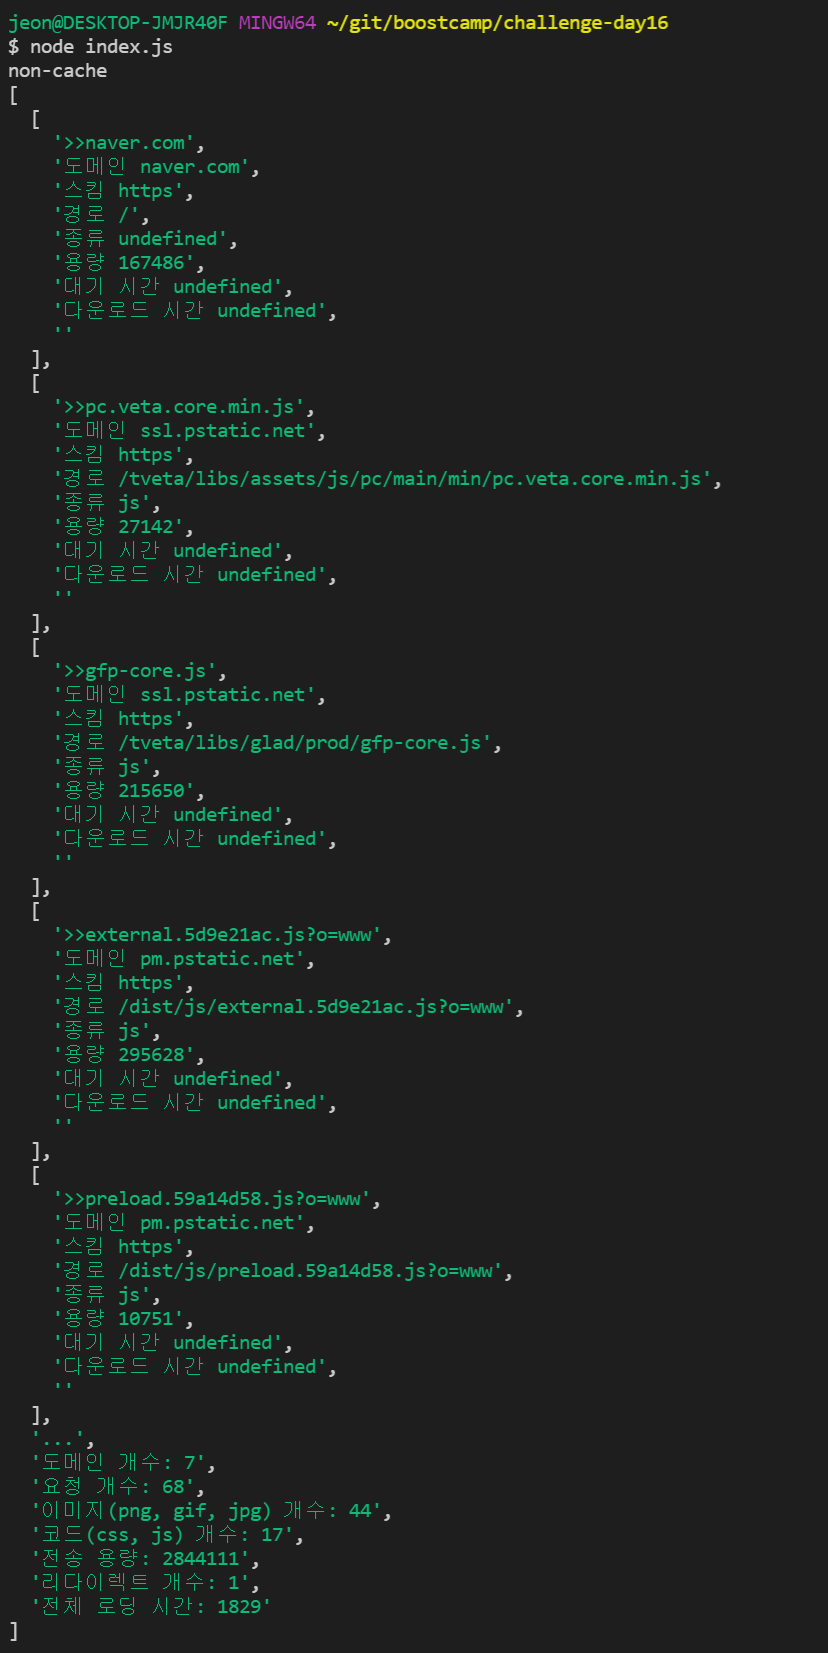 jeon@DESKTOP-JMJR40F MINGW64 ~/git/boostcamp/challenge-day16
$ node index.js
non-cache
[
  [
    '>>naver.com',
    '도메인 naver.com',
    '스킴 https',
    '경로 /',
    '종류 undefined',
    '용량 167486',
    '대기 시간 undefined',
    '다운로드 시간 undefined',
    ''
  ],
  [
    '>>pc.veta.core.min.js',
    '도메인 ssl.pstatic.net',
    '스킴 https',
    '경로 /tveta/libs/assets/js/pc/main/min/pc.veta.core.min.js',
    '종류 js',
    '용량 27142',
    '대기 시간 undefined',
    '다운로드 시간 undefined',
    ''
  ],
  [
    '>>gfp-core.js',
    '도메인 ssl.pstatic.net',
    '스킴 https',
    '경로 /tveta/libs/glad/prod/gfp-core.js',
    '종류 js',
    '용량 215650',
    '대기 시간 undefined',
    '다운로드 시간 undefined',
    ''
  ],
  [
    '>>external.5d9e21ac.js?o=www',
    '도메인 pm.pstatic.net',
    '스킴 https',
    '경로 /dist/js/external.5d9e21ac.js?o=www',
    '종류 js',
    '용량 295628',
    '대기 시간 undefined',
    '다운로드 시간 undefined',
    ''
  ],
  [
    '>>preload.59a14d58.js?o=www',
    '도메인 pm.pstatic.net',
    '스킴 https',
    '경로 /dist/js/preload.59a14d58.js?o=www',
    '종류 js',
    '용량 10751',
    '대기 시간 undefined',
    '다운로드 시간 undefined',
    ''
  ],
  '...',
  '도메인 개수: 7',
  '요청 개수: 68',
  '이미지(png, gif, jpg) 개수: 44',
  '코드(css, js) 개수: 17',
  '전송 용량: 2844111',
  '리다이렉트 개수: 1',
  '전체 로딩 시간: 1829'
]